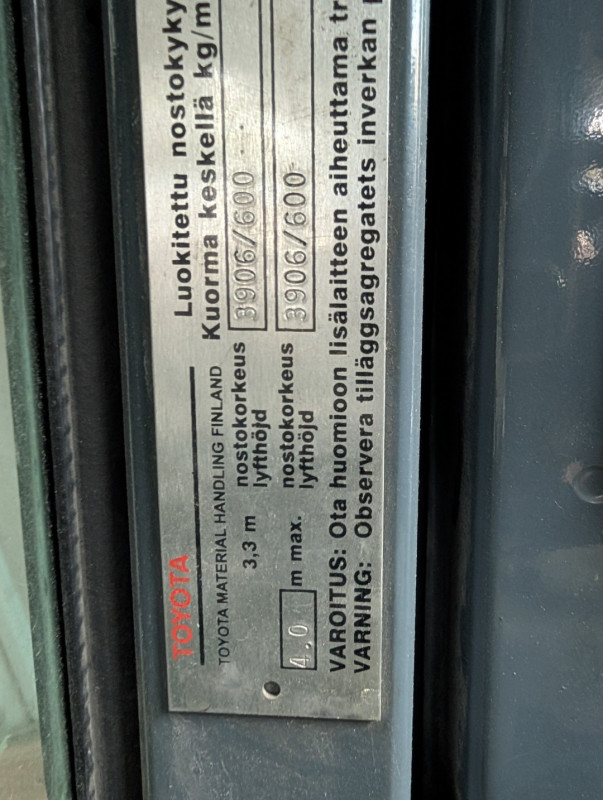 TOYOTA
TOYOTA MATERIAL HANDLING FINLAND
Luokitettu nostokyky
Kuorma keskellä kg/m
3,3 m nostokorkeus 3906/600
lyfthöjd
4.0 m max. nostokorkeus 3906/600
lyfthöjd
VAROITUS: Ota huomioon lisälaitteen aiheuttama tr
VARNING: Observera tilläggsagregatets inverkan